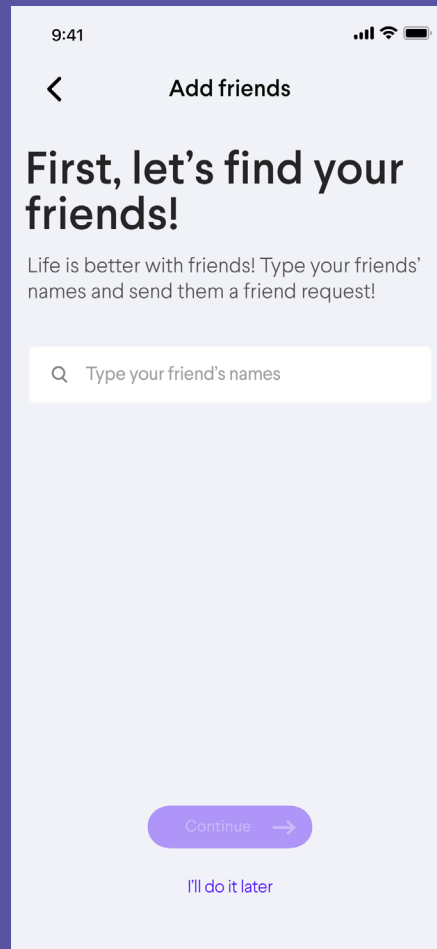 9:41
Add friends
First, let's find your
friends!
Life is better with friends! Type your friends'
names and send them a friend request!
Type your friend's names
Continue
I'll do it later